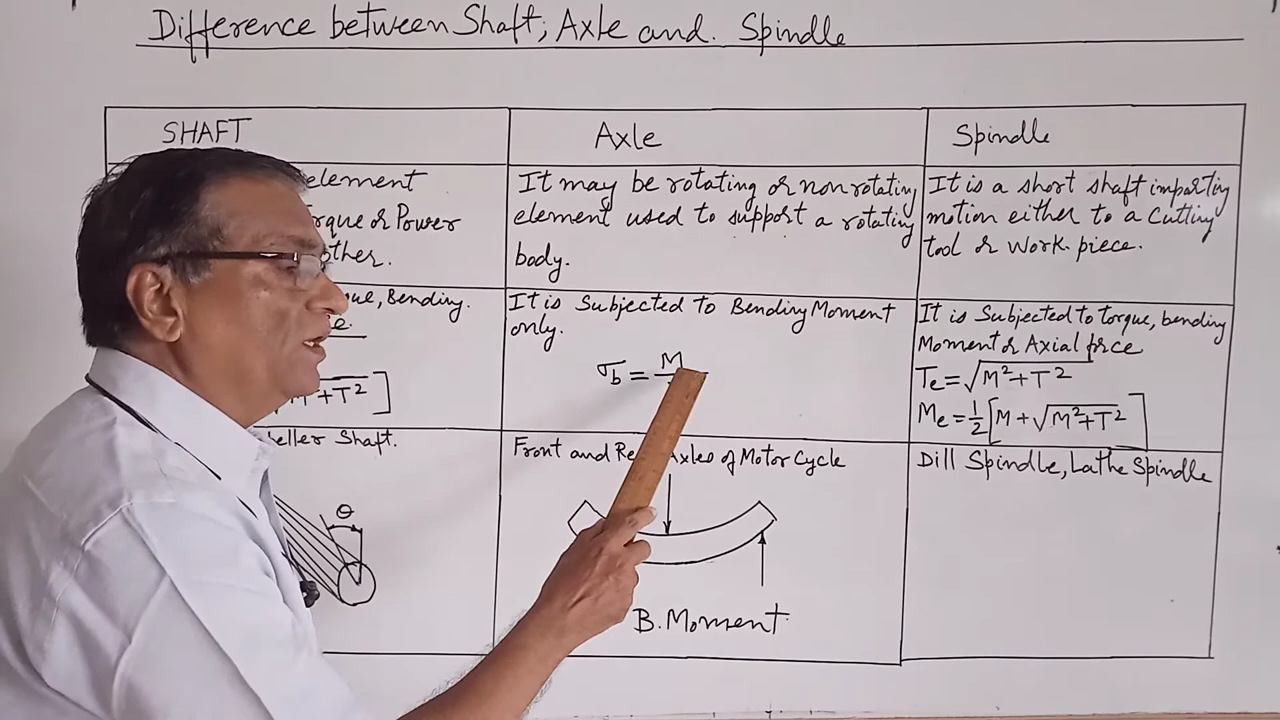 Difference between Shaft, Axle and. Spindle
SHAFT
element
rque or Power
other.
ue, Bending.
e.
+T²]
eller Shaft.
θ
Axle
It may be rotating or non rotating
element used to support a rotating
body.
It is Subjected to Bending Moment
only.
σb = M
Front and Re Axles of Motor Cycle
B. Moment
Spindle
It is a short shaft imparting
motion either to a Cutting
tool or work piece.
It is Subjected to torque, bending
Moment & Axial force
Te = √M²+T²
Me = 1/2 [M + √M²+T²]
Dill Spindle, Lathe Spindle